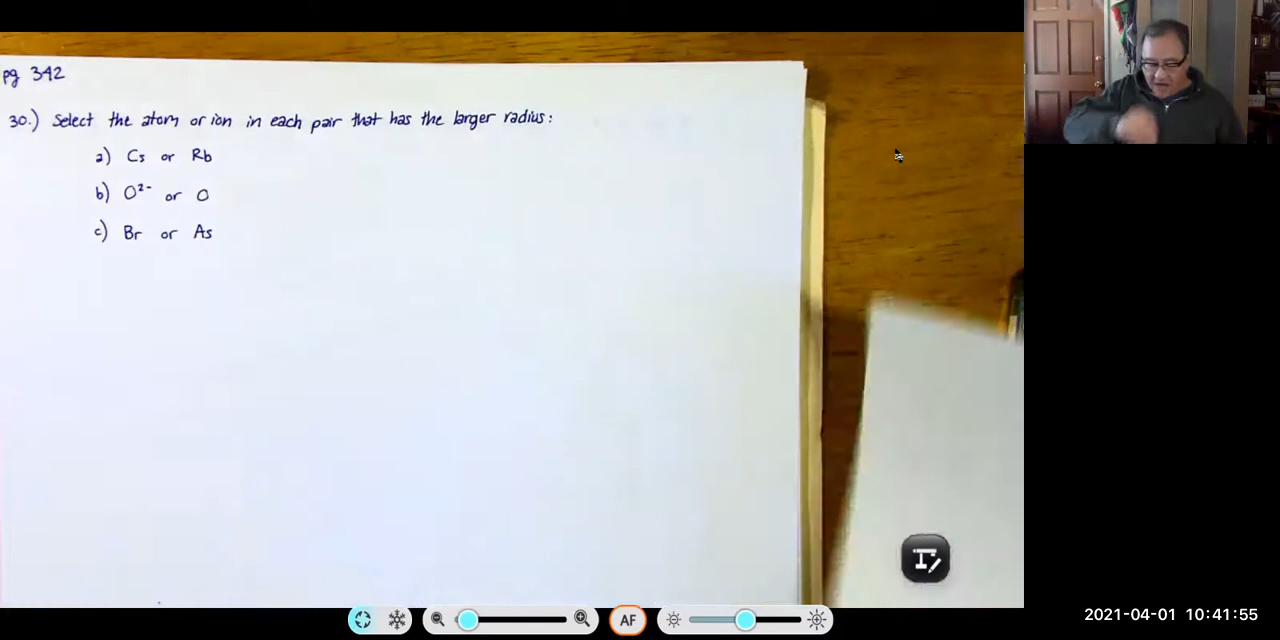 pg 342
30.) Select the atom or ion in each pair that has the larger radius:
a) Cs or Rb
b) O²⁻ or O
c) Br or As
AF
2021-04-01 10:41:55